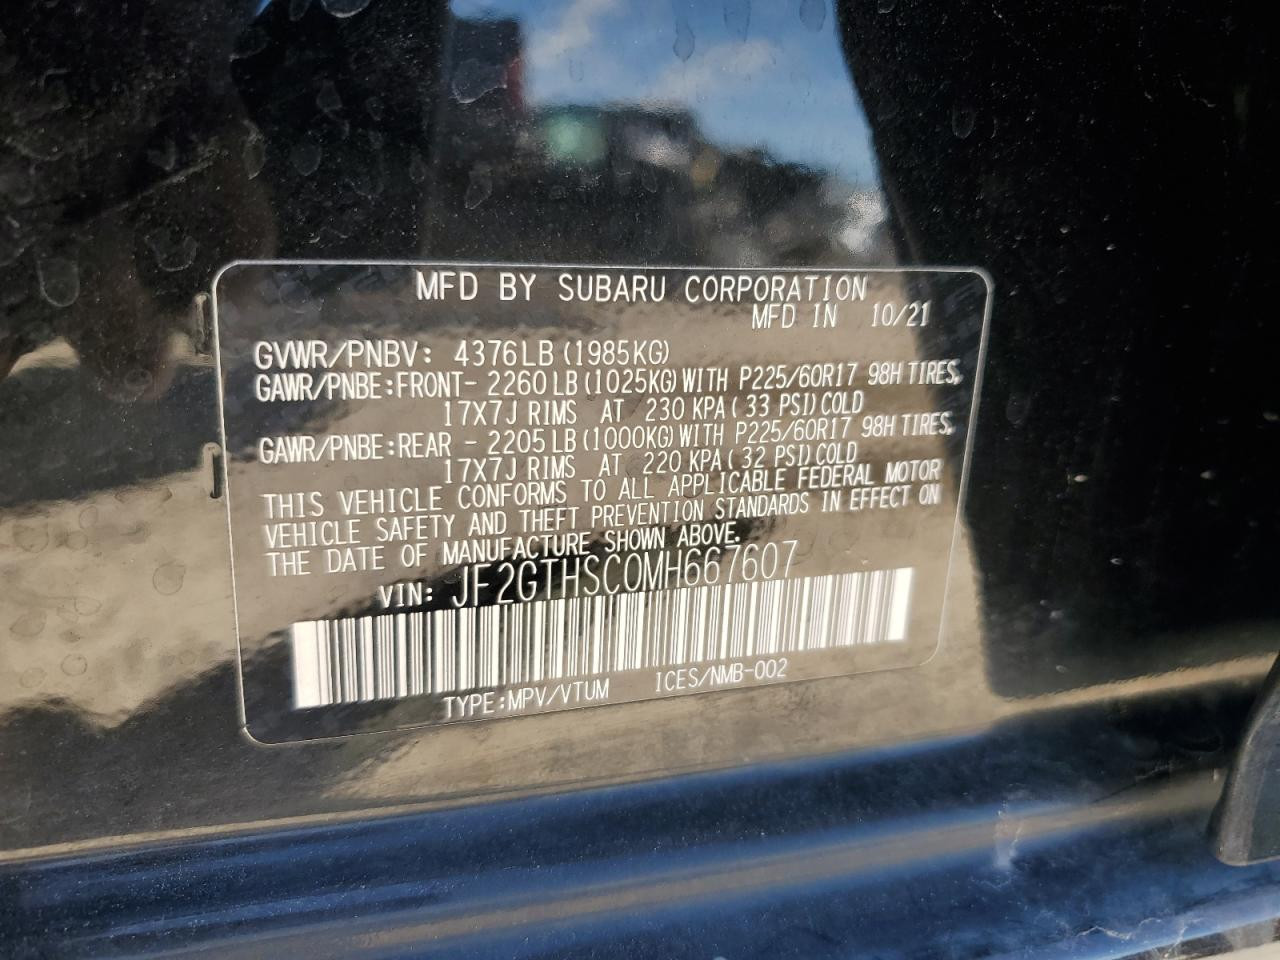 MFD BY SUBARU CORPORATION
MFD IN 10/21
GVWR/PNBV: 4376LB (1985KG)
GAWR/PNBE:FRONT- 2260LB (1025KG) WITH P225/60R17 98H TIRES,
17X7J RIMS AT 230 KPA (33 PSI) COLD
GAWR/PNBE:REAR - 2205LB (1000KG) WITH P225/60R17 98H TIRES,
17X7J RIMS AT 220 KPA (32 PSI) COLD
THIS VEHICLE CONFORMS TO ALL APPLICABLE FEDERAL MOTOR
VEHICLE SAFETY AND THEFT PREVENTION STANDARDS IN EFFECT ON
THE DATE OF MANUFACTURE SHOWN ABOVE.
VIN: JF2GTHSC0MH667607
TYPE:MPV/VTUM ICES/NMB-002